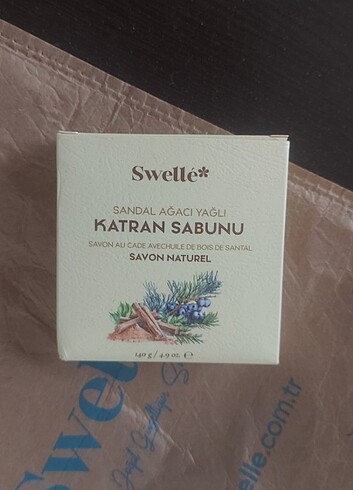 Swellé*
SANDAL AĞACI YAĞLI
KATRAN SABUNU
SAVON AU CADE AVECHUILE DE BOIS DE SANTAL
SAVON NATUREL
140 g / 4.9 oz. ℮
Swell
elle.com.tr